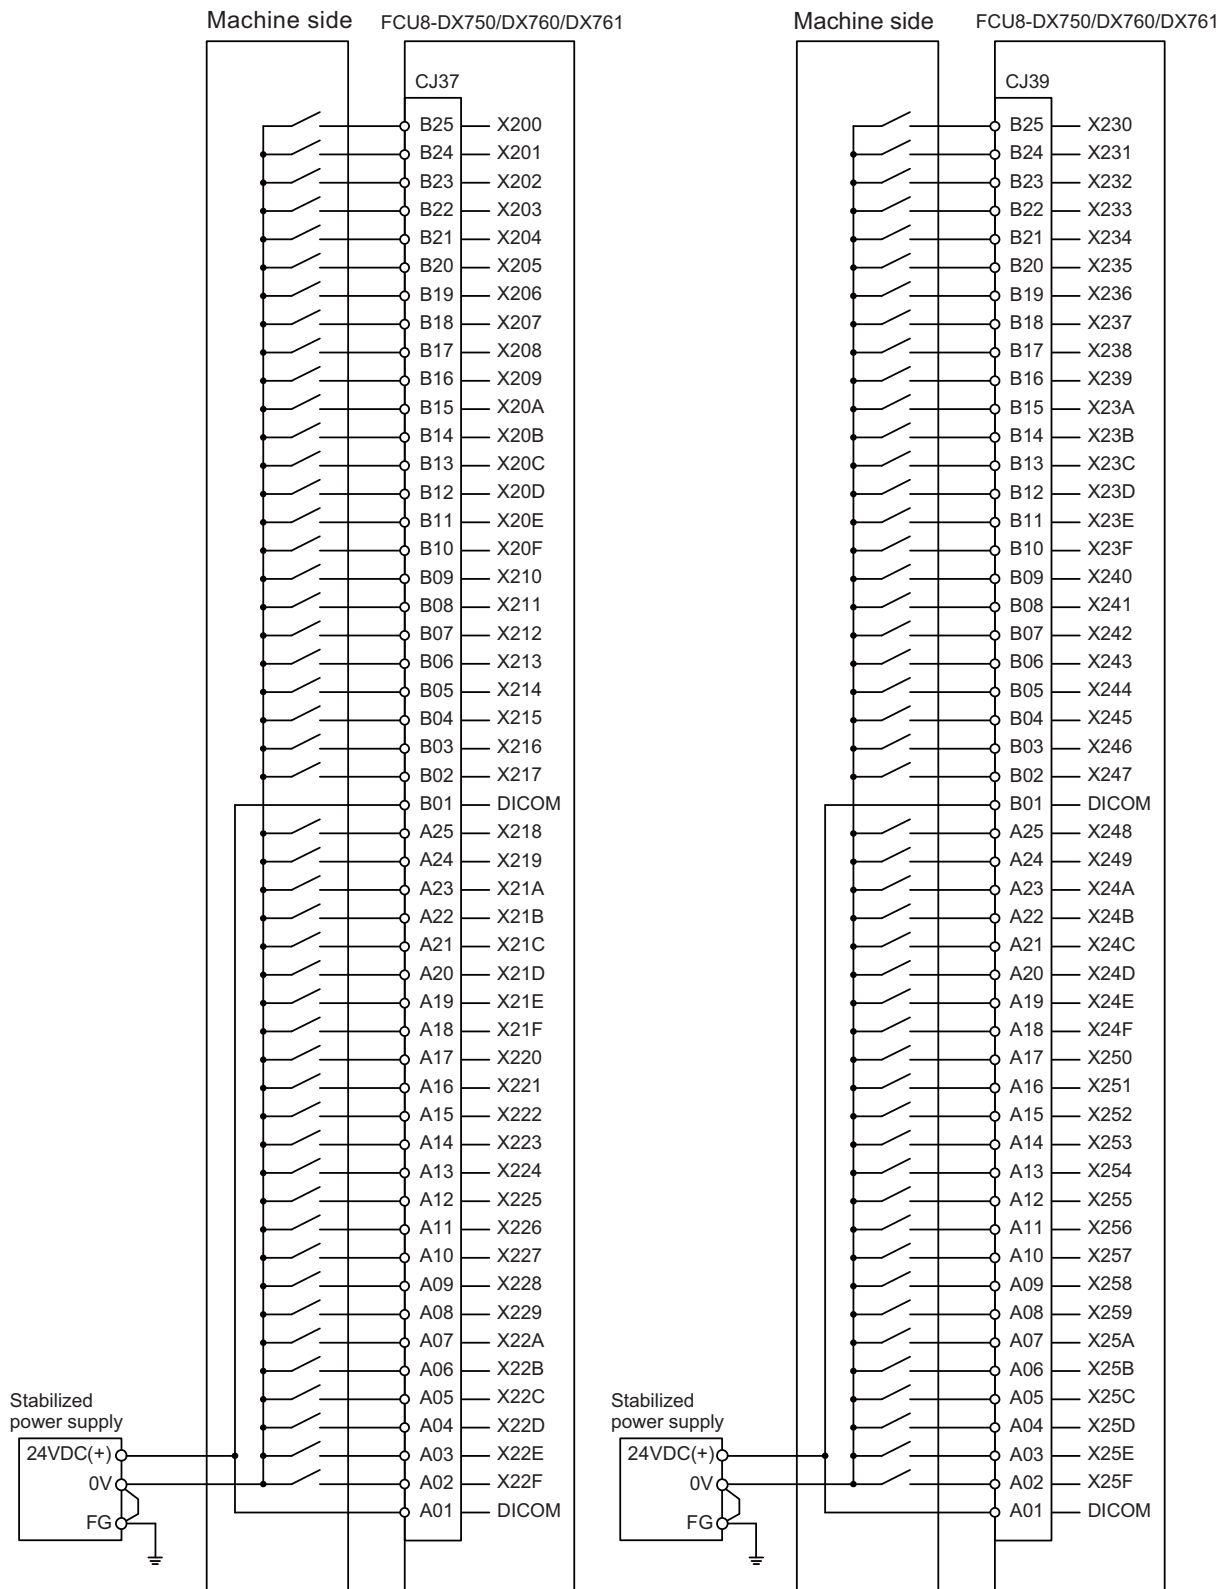 Machine side
FCU8-DX750/DX760/DX761
CJ37
B25 X200
B24 X201
B23 X202
B22 X203
B21 X204
B20 X205
B19 X206
B18 X207
B17 X208
B16 X209
B15 X20A
B14 X20B
B13 X20C
B12 X20D
B11 X20E
B10 X20F
B09 X210
B08 X211
B07 X212
B06 X213
B05 X214
B04 X215
B03 X216
B02 X217
B01 DICOM
A25 X218
A24 X219
A23 X21A
A22 X21B
A21 X21C
A20 X21D
A19 X21E
A18 X21F
A17 X220
A16 X221
A15 X222
A14 X223
A13 X224
A12 X225
A11 X226
A10 X227
A09 X228
A08 X229
A07 X22A
A06 X22B
A05 X22C
A04 X22D
A03 X22E
A02 X22F
A01 DICOM
Stabilized
power supply
24VDC(+)
0V
FG
Machine side
FCU8-DX750/DX760/DX761
CJ39
B25 X230
B24 X231
B23 X232
B22 X233
B21 X234
B20 X235
B19 X236
B18 X237
B17 X238
B16 X239
B15 X23A
B14 X23B
B13 X23C
B12 X23D
B11 X23E
B10 X23F
B09 X240
B08 X241
B07 X242
B06 X243
B05 X244
B04 X245
B03 X246
B02 X247
B01 DICOM
A25 X248
A24 X249
A23 X24A
A22 X24B
A21 X24C
A20 X24D
A19 X24E
A18 X24F
A17 X250
A16 X251
A15 X252
A14 X253
A13 X254
A12 X255
A11 X256
A10 X257
A09 X258
A08 X259
A07 X25A
A06 X25B
A05 X25C
A04 X25D
A03 X25E
A02 X25F
A01 DICOM
Stabilized
power supply
24VDC(+)
0V
FG